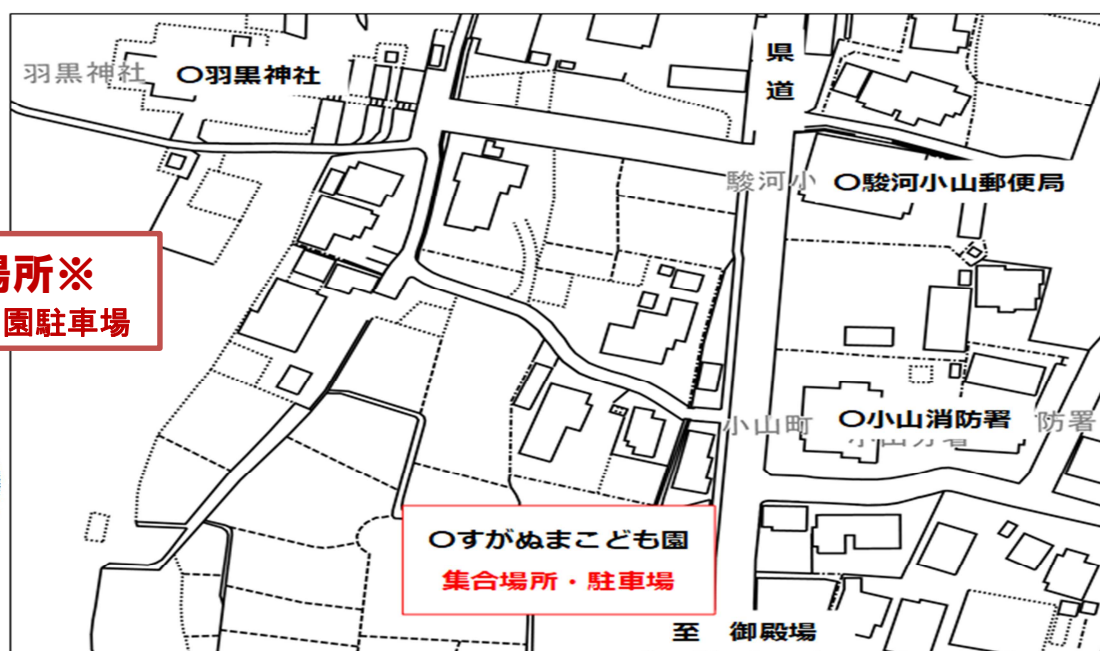 羽黒神社
○羽黒神社
県
道
駿河小
○駿河小山郵便局
場所※
園駐車場
小山町
○小山消防署
防署
○すがぬまこども園
集合場所・駐車場
至 御殿場